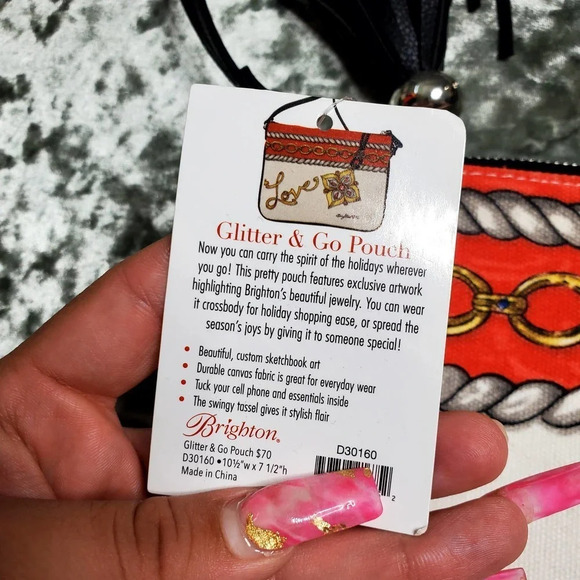 Love
Glitter & Go Pouch
Now you can carry the spirit of the holidays wherever
you go! This pretty pouch features exclusive artwork
highlighting Brighton's beautiful jewelry. You can wear
it crossbody for holiday shopping ease, or spread the
season's joys by giving it to someone special!
• Beautiful, custom sketchbook art
• Durable canvas fabric is great for everyday wear
• Tuck your cell phone and essentials inside
• The swingy tassel gives it stylish flair
Brighton®
Glitter & Go Pouch $70
D30160 • 10½"w x 7 1/2"h
Made in China
D30160
2